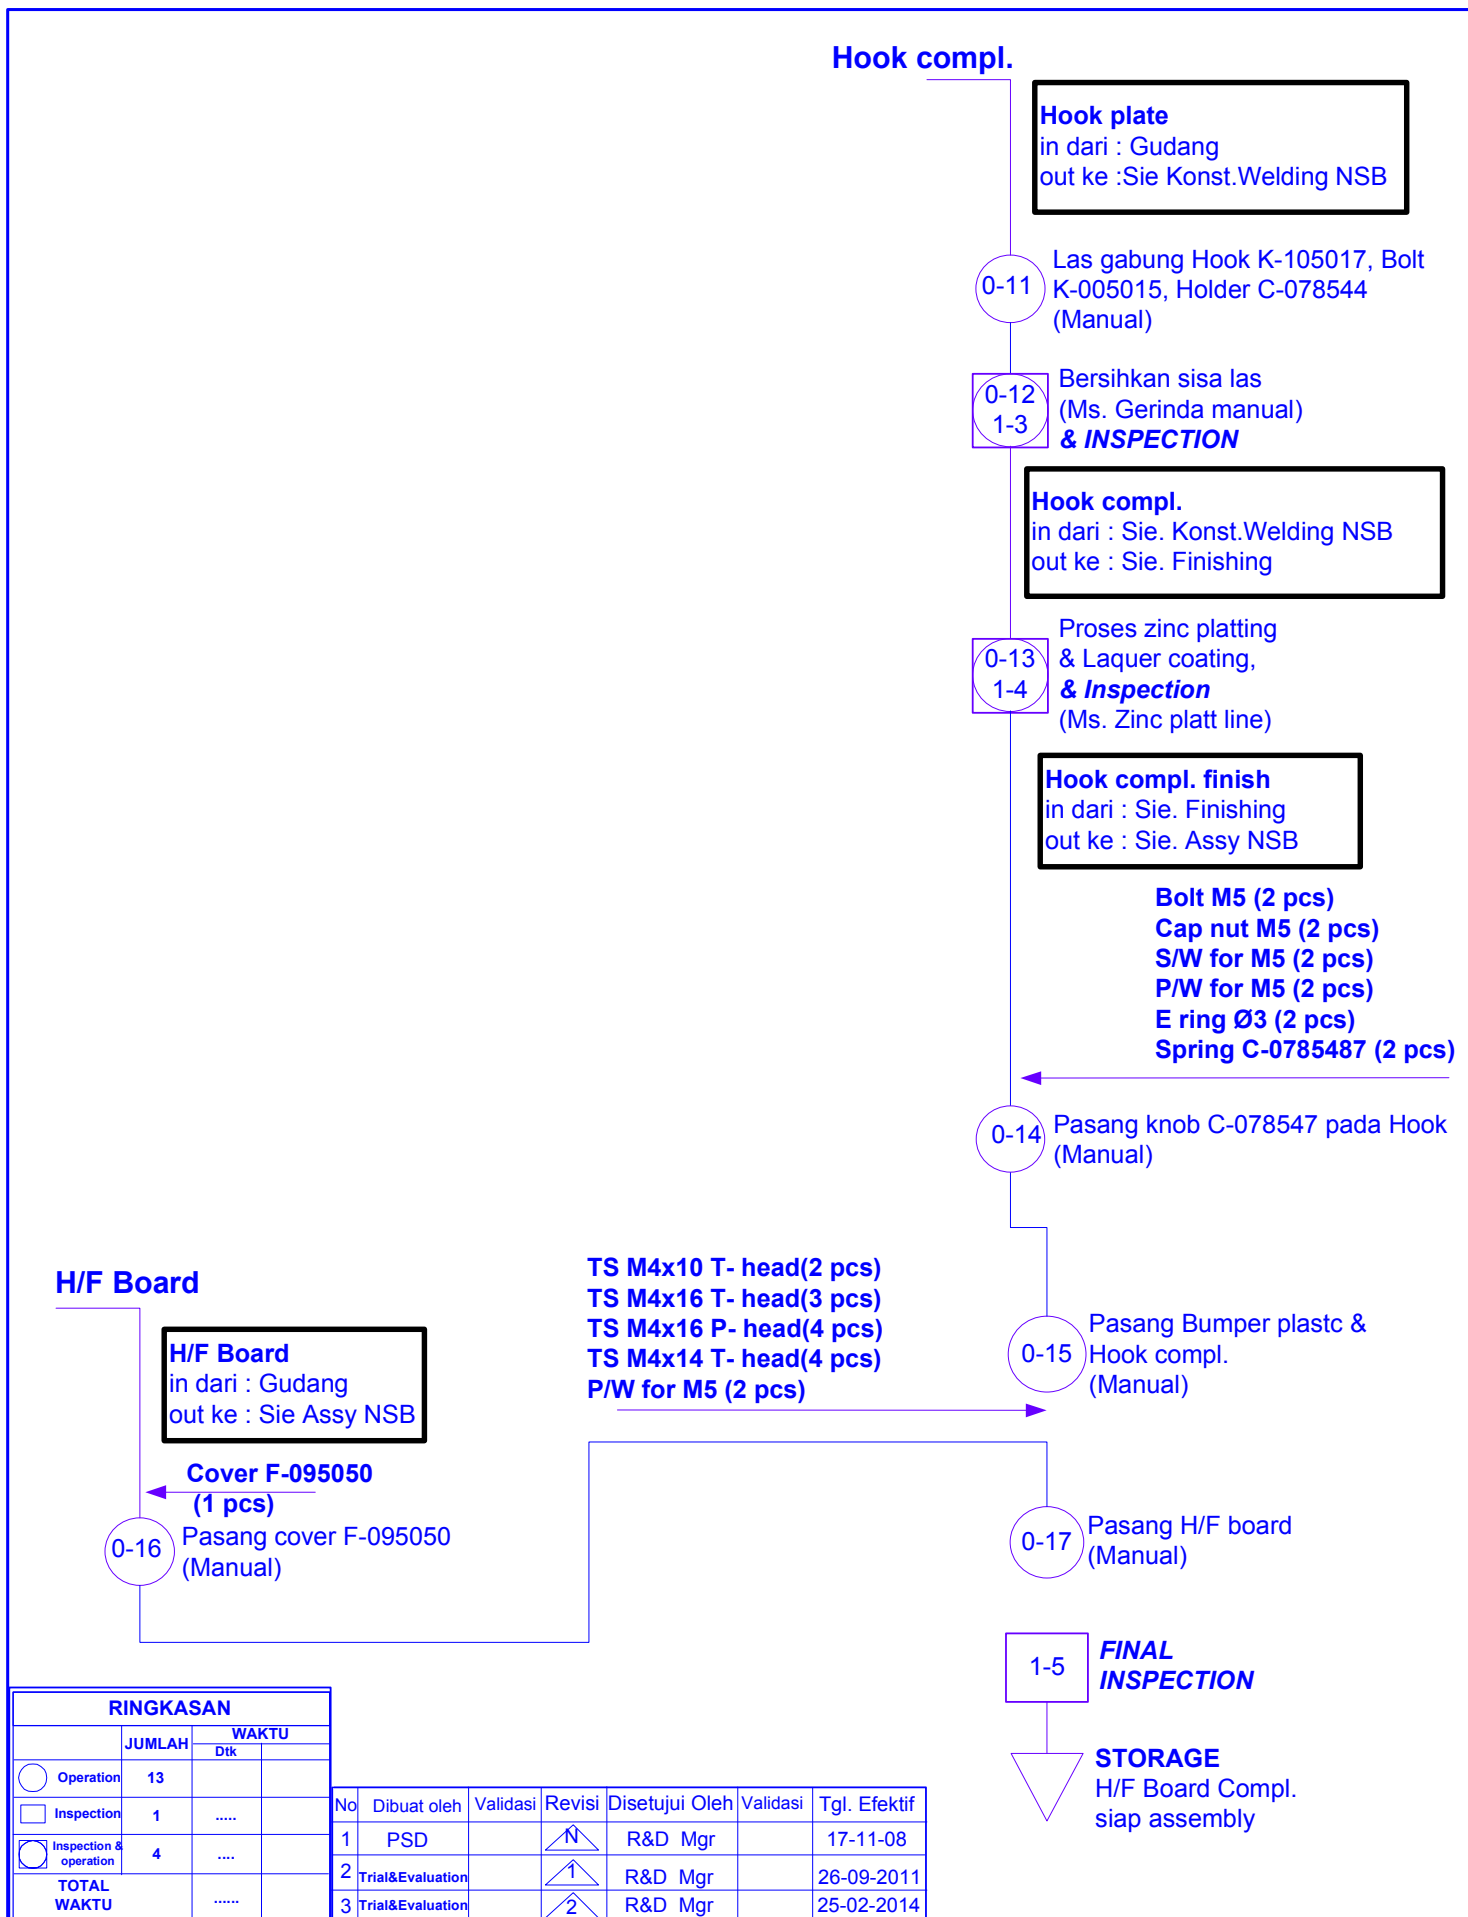 Hook compl.
Hook plate
in dari : Gudang
out ke :Sie Konst.Welding NSB
0-11
Las gabung Hook K-105017, Bolt
K-005015, Holder C-078544
(Manual)
0-12
1-3
Bersihkan sisa las
(Ms. Gerinda manual)
& INSPECTION
Hook compl.
in dari : Sie. Konst.Welding NSB
out ke : Sie. Finishing
0-13
1-4
Proses zinc platting
& Laquer coating,
& Inspection
(Ms. Zinc platt line)
Hook compl. finish
in dari : Sie. Finishing
out ke : Sie. Assy NSB
Bolt M5 (2 pcs)
Cap nut M5 (2 pcs)
S/W for M5 (2 pcs)
P/W for M5 (2 pcs)
E ring Ø3 (2 pcs)
Spring C-0785487 (2 pcs)
0-14
Pasang knob C-078547 pada Hook
(Manual)
TS M4x10 T- head(2 pcs)
TS M4x16 T- head(3 pcs)
TS M4x16 P- head(4 pcs)
TS M4x14 T- head(4 pcs)
P/W for M5 (2 pcs)
0-15
Pasang Bumper plastc &
Hook compl.
(Manual)
H/F Board
H/F Board
in dari : Gudang
out ke : Sie Assy NSB
Cover F-095050
(1 pcs)
0-16
Pasang cover F-095050
(Manual)
0-17
Pasang H/F board
(Manual)
1-5
FINAL
INSPECTION
STORAGE
H/F Board Compl.
siap assembly
RINGKASAN
JUMLAH WAKTU
Dtk
Operation 13
Inspection 1 .....
Inspection &
operation 4 ....
TOTAL
WAKTU ......
No Dibuat oleh Validasi Revisi Disetujui Oleh Validasi Tgl. Efektif
1 PSD N R&D Mgr 17-11-08
2 Trial&Evaluation 1 R&D Mgr 26-09-2011
3 Trial&Evaluation 2 R&D Mgr 25-02-2014